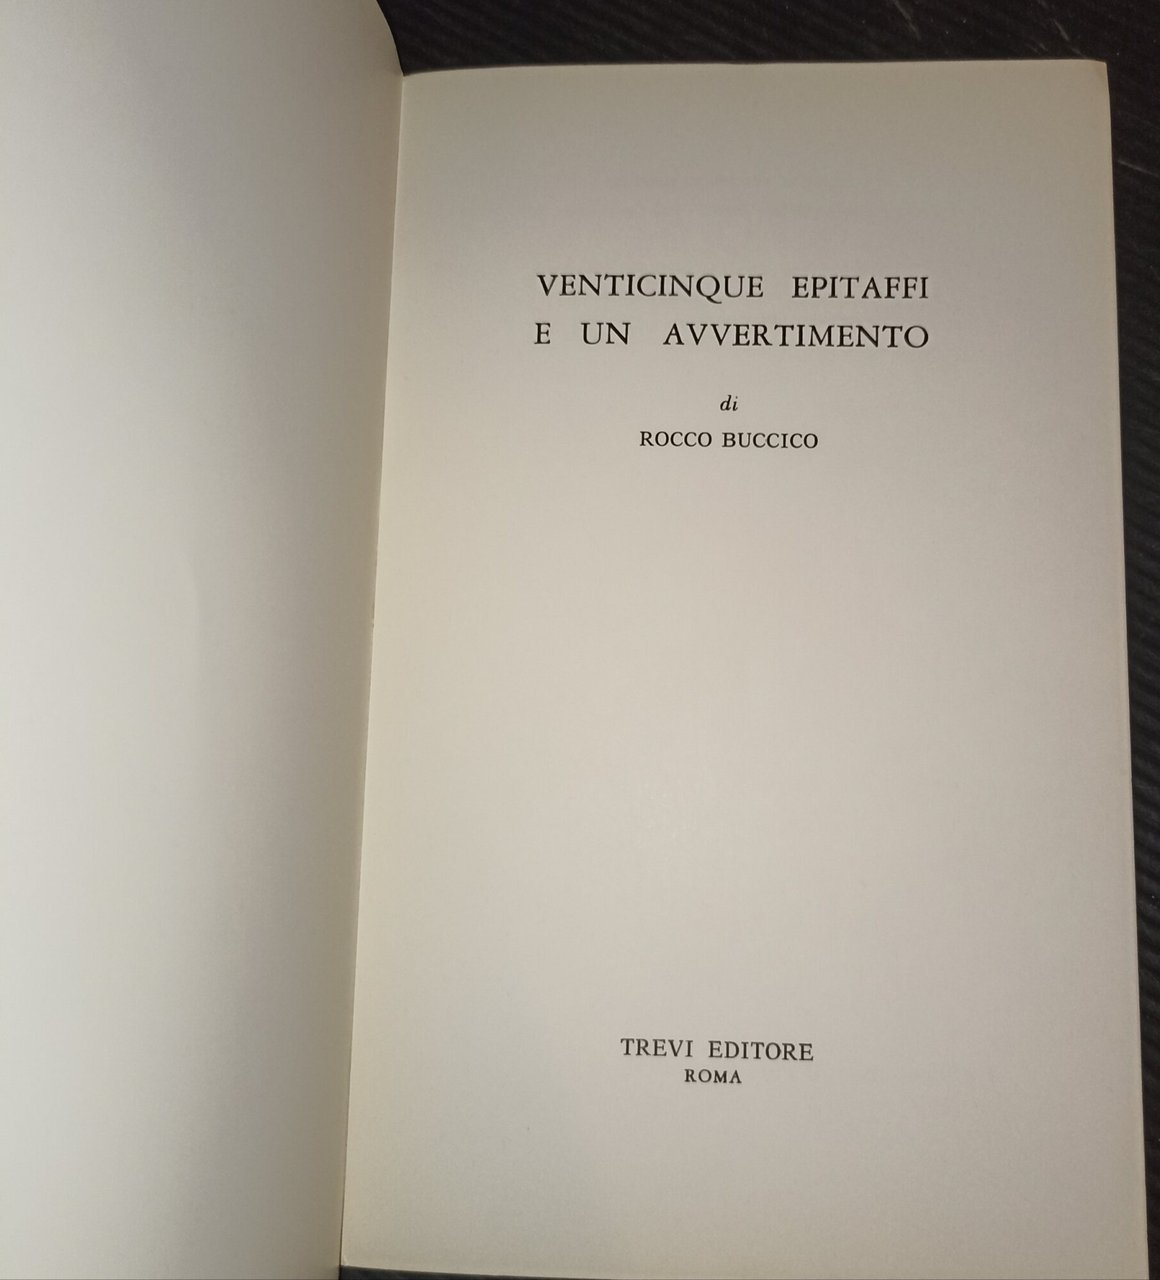 VENTICINQUE EPITAFFI
E UN AVVERTIMENTO
di
ROCCO BUCCICO
TREVI EDITORE
ROMA